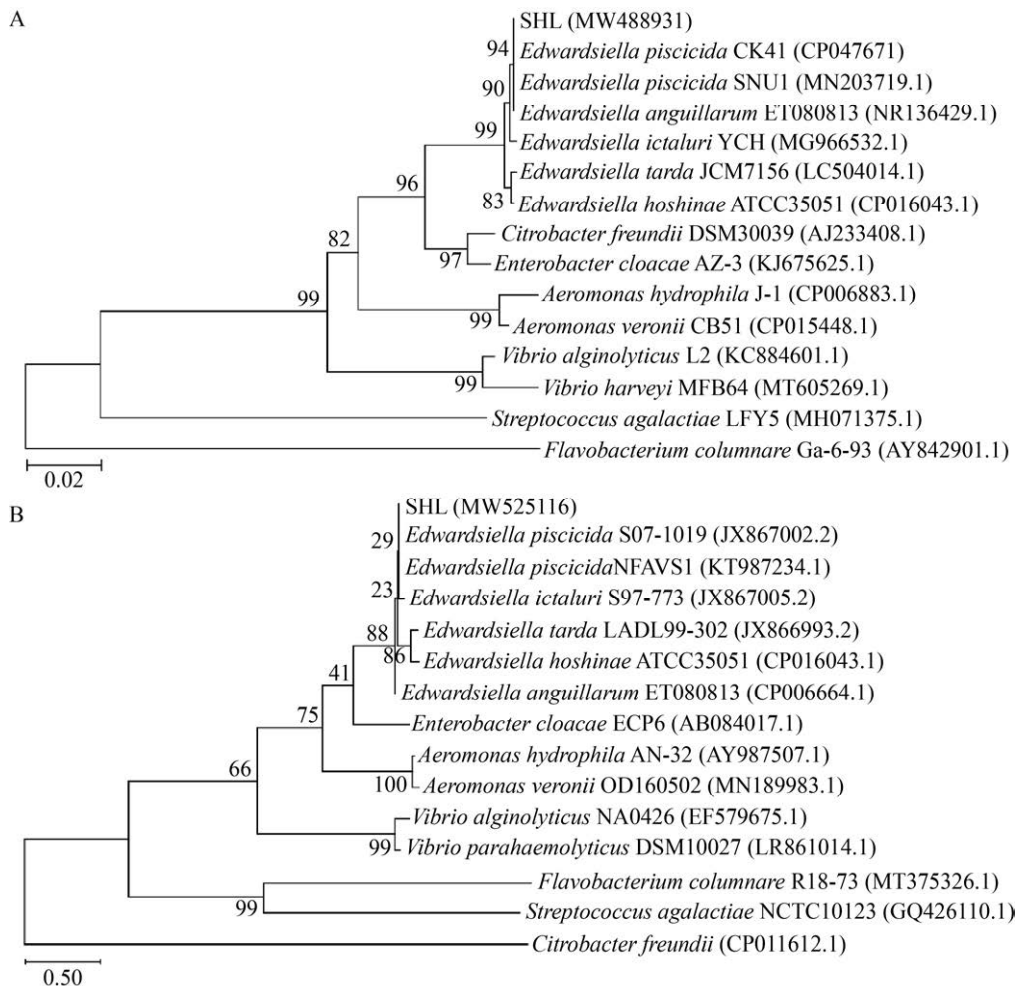 A
SHL (MW488931)
94
Edwardsiella piscicida CK41 (CP047671)
90
Edwardsiella piscicida SNU1 (MN203719.1)
Edwardsiella anguillarum ET080813 (NR136429.1)
99
Edwardsiella ictaluri YCH (MG966532.1)
Edwardsiella tarda JCM7156 (LC504014.1)
96
83
Edwardsiella hoshinae ATCC35051 (CP016043.1)
82
Citrobacter freundii DSM30039 (AJ233408.1)
97
Enterobacter cloacae AZ-3 (KJ675625.1)
99
Aeromonas hydrophila J-1 (CP006883.1)
99
Aeromonas veronii CB51 (CP015448.1)
Vibrio alginolyticus L2 (KC884601.1)
99
Vibrio harveyi MFB64 (MT605269.1)
Streptococcus agalactiae LFY5 (MH071375.1)
Flavobacterium columnare Ga-6-93 (AY842901.1)
0.02
B
SHL (MW525116)
29
Edwardsiella piscicida S07-1019 (JX867002.2)
Edwardsiella piscicidaNFAVS1 (KT987234.1)
23
Edwardsiella ictaluri S97-773 (JX867005.2)
88
Edwardsiella tarda LADL99-302 (JX866993.2)
86
Edwardsiella hoshinae ATCC35051 (CP016043.1)
41
Edwardsiella anguillarum ET080813 (CP006664.1)
75
Enterobacter cloacae ECP6 (AB084017.1)
66
Aeromonas hydrophila AN-32 (AY987507.1)
100
Aeromonas veronii OD160502 (MN189983.1)
Vibrio alginolyticus NA0426 (EF579675.1)
99
Vibrio parahaemolyticus DSM10027 (LR861014.1)
Flavobacterium columnare R18-73 (MT375326.1)
99
Streptococcus agalactiae NCTC10123 (GQ426110.1)
Citrobacter freundii (CP011612.1)
0.50